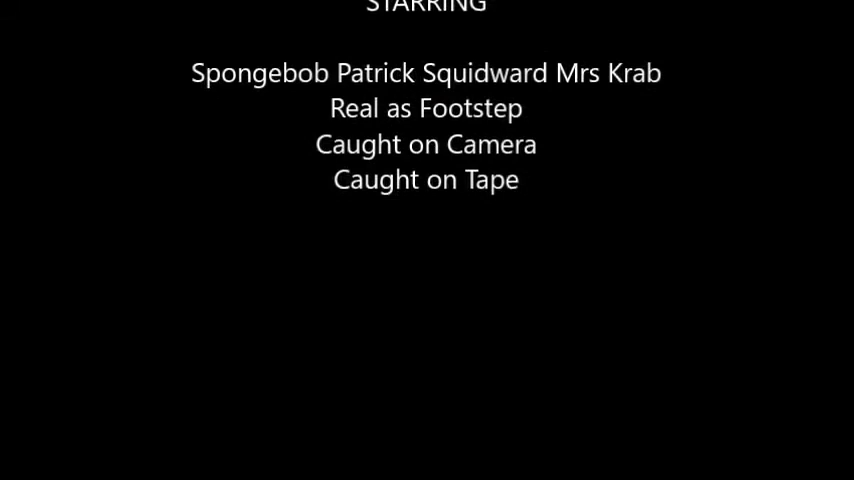 STARRING
Spongebob Patrick Squidward Mrs Krab
Real as Footstep
Caught on Camera
Caught on Tape